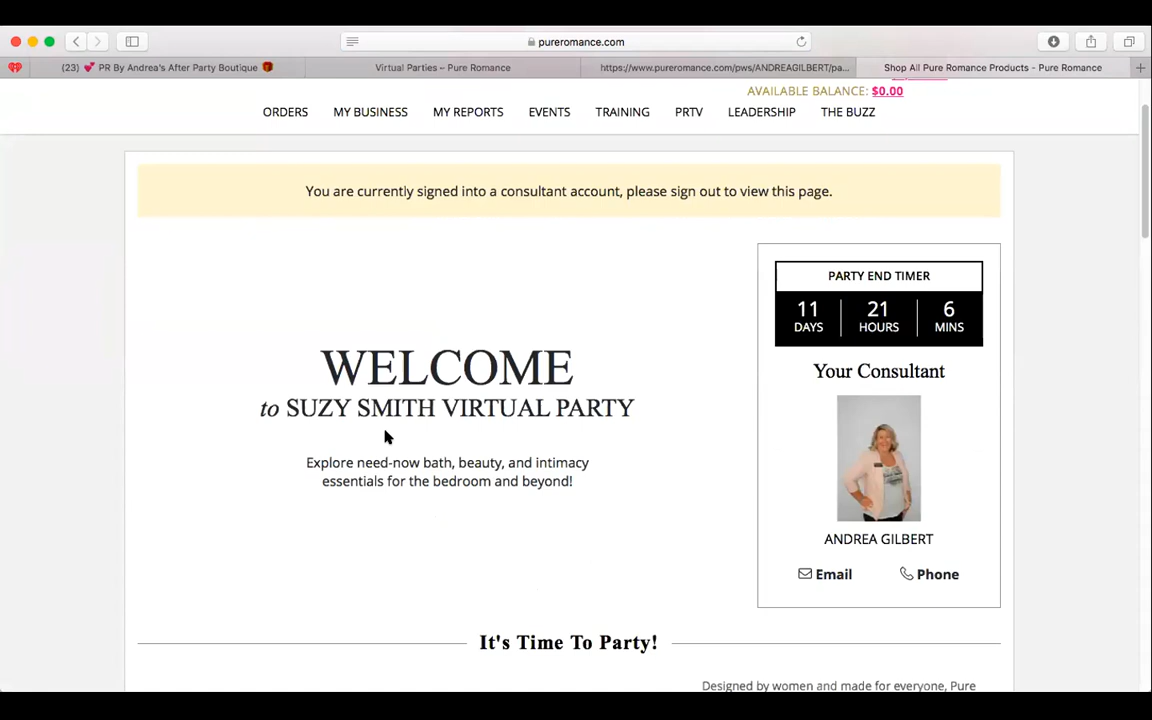 pureromance.com
(23) 💕 PR By Andrea's After Party Boutique 🎁
Virtual Parties – Pure Romance
https://www.pureromance.com/pws/ANDREAGILBERT/pa...
Shop All Pure Romance Products - Pure Romance
AVAILABLE BALANCE: $0.00
ORDERS MY BUSINESS MY REPORTS EVENTS TRAINING PRTV LEADERSHIP THE BUZZ
You are currently signed into a consultant account, please sign out to view this page.
WELCOME
to SUZY SMITH VIRTUAL PARTY
Explore need-now bath, beauty, and intimacy
essentials for the bedroom and beyond!
PARTY END TIMER
11 21 6
DAYS HOURS MINS
Your Consultant
ANDREA GILBERT
Email Phone
It's Time To Party!
Designed by women and made for everyone, Pure